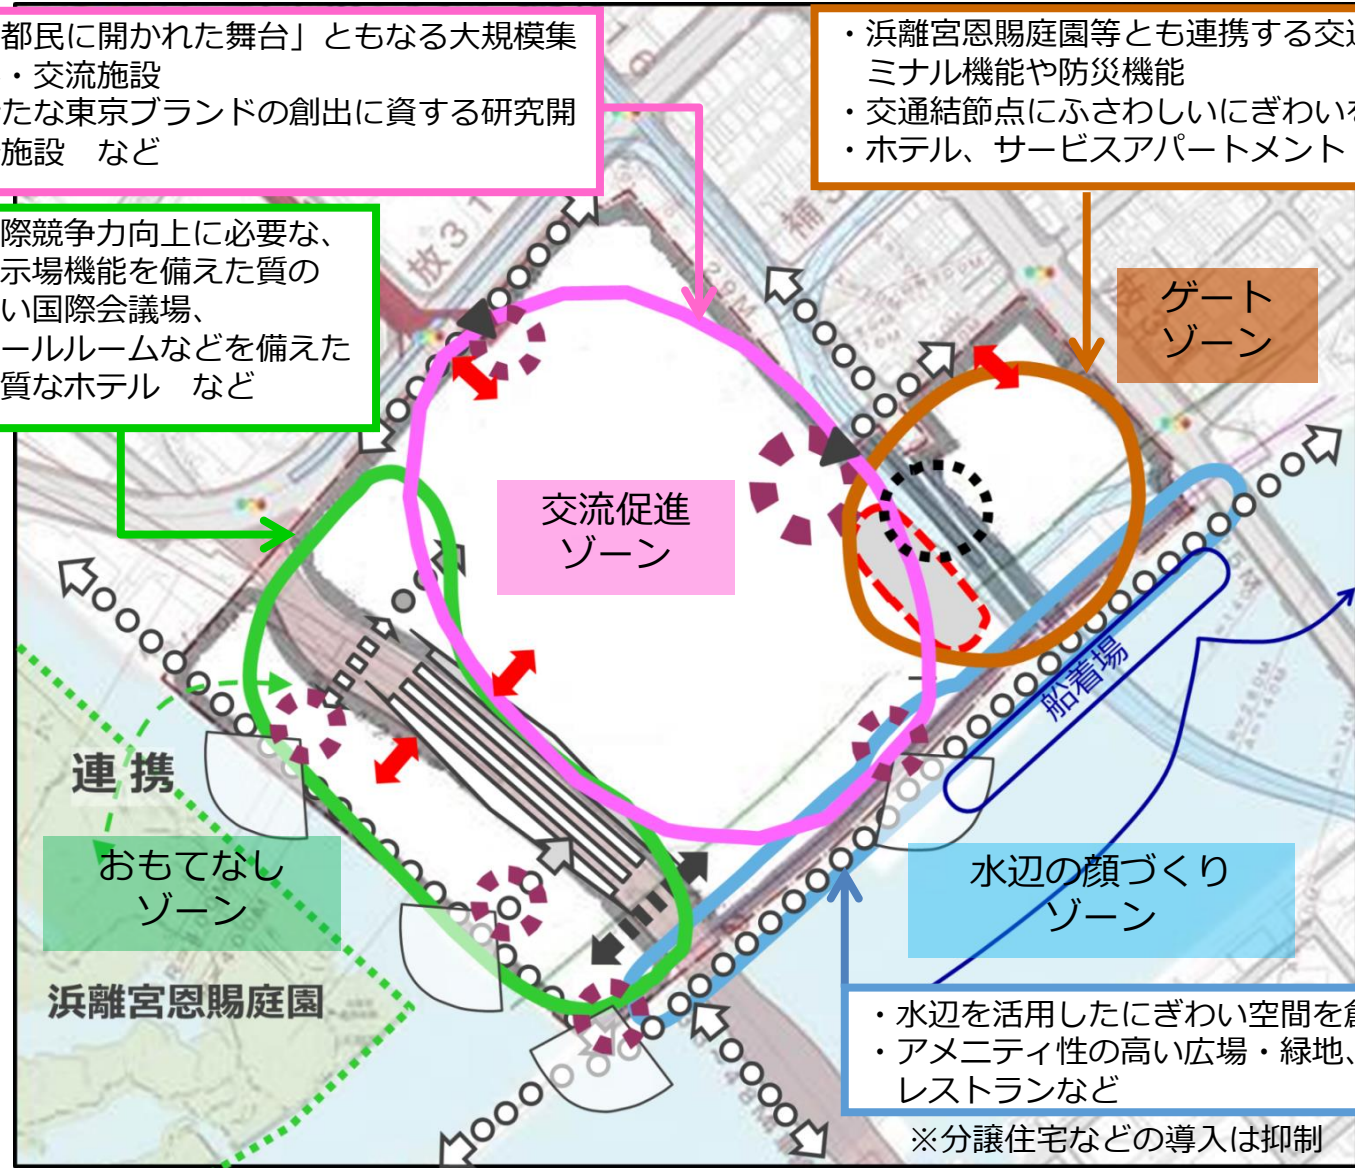 都民に開かれた舞台」ともなる大規模集
・交流施設
たな東京ブランドの創出に資する研究開
施設　など
・浜離宮恩賜庭園等とも連携する交通
ミナル機能や防災機能
・交通結節点にふさわしいにぎわい
・ホテル、サービスアパートメント
際競争力向上に必要な、
示場機能を備えた質の
い国際会議場、
ールルームなどを備えた
質なホテル　など
放31
補3
29M
ゲート
ゾーン
交流促進
ゾーン
船着場
連携
おもてなし
ゾーン
水辺の顔づくり
ゾーン
浜離宮恩賜庭園
・水辺を活用したにぎわい空間を創
・アメニティ性の高い広場・緑地、
レストランなど
※分譲住宅などの導入は抑制